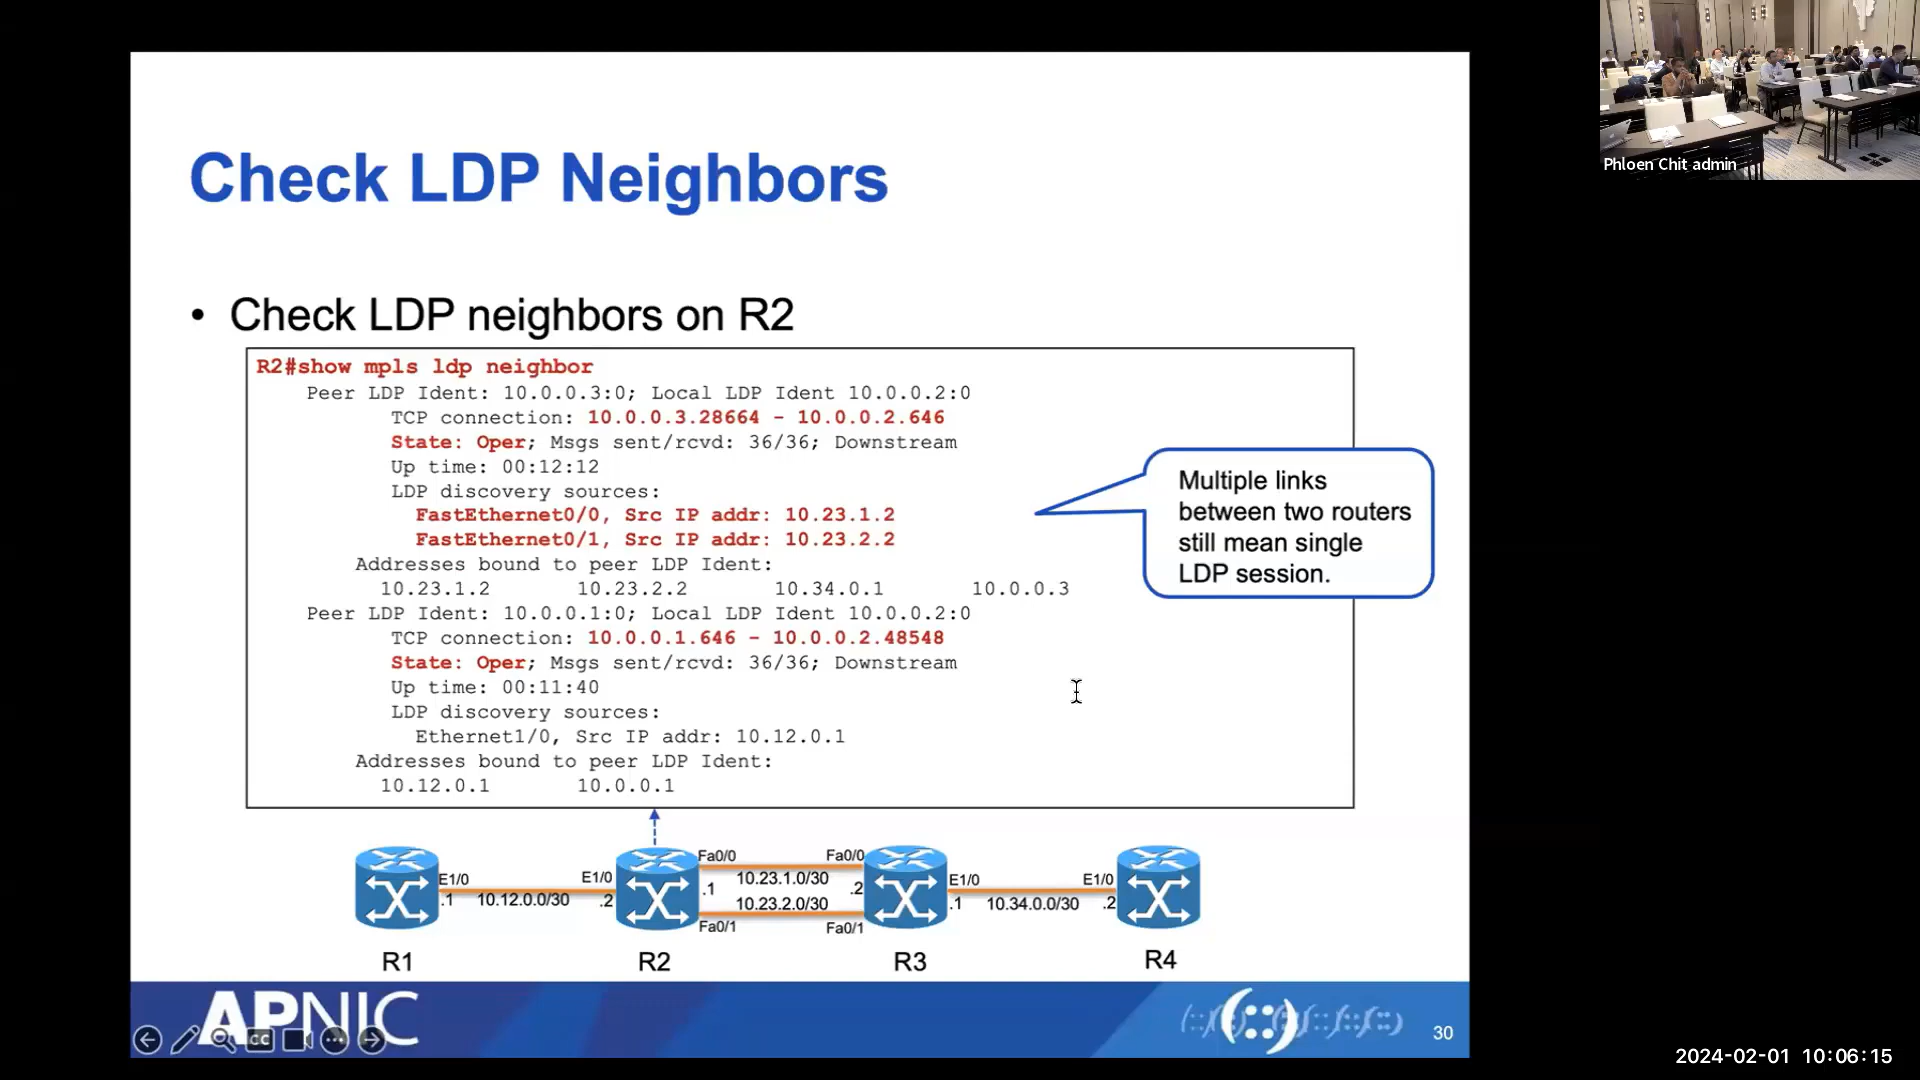 Phloen Chit admin
Check LDP Neighbors
• Check LDP neighbors on R2
R2#show mpls ldp neighbor
Peer LDP Ident: 10.0.0.3:0; Local LDP Ident 10.0.0.2:0
TCP connection: 10.0.0.3.28664 - 10.0.0.2.646
State: Oper; Msgs sent/rcvd: 36/36; Downstream
Up time: 00:12:12
LDP discovery sources:
FastEthernet0/0, Src IP addr: 10.23.1.2
FastEthernet0/1, Src IP addr: 10.23.2.2
Addresses bound to peer LDP Ident:
10.23.1.2 10.23.2.2 10.34.0.1 10.0.0.3
Peer LDP Ident: 10.0.0.1:0; Local LDP Ident 10.0.0.2:0
TCP connection: 10.0.0.1.646 - 10.0.0.2.48548
State: Oper; Msgs sent/rcvd: 36/36; Downstream
Up time: 00:11:40
LDP discovery sources:
Ethernet1/0, Src IP addr: 10.12.0.1
Addresses bound to peer LDP Ident:
10.12.0.1 10.0.0.1
Multiple links
between two routers
still mean single
LDP session.
Fa0/0 Fa0/0
E1/0 E1/0 10.23.1.0/30 E1/0 E1/0
.1 10.12.0.0/30 .2 .1 .2 .1 10.34.0.0/30 .2
10.23.2.0/30
Fa0/1 Fa0/1
R1 R2 R3 R4
APNIC
CC
30
2024-02-01 10:06:15